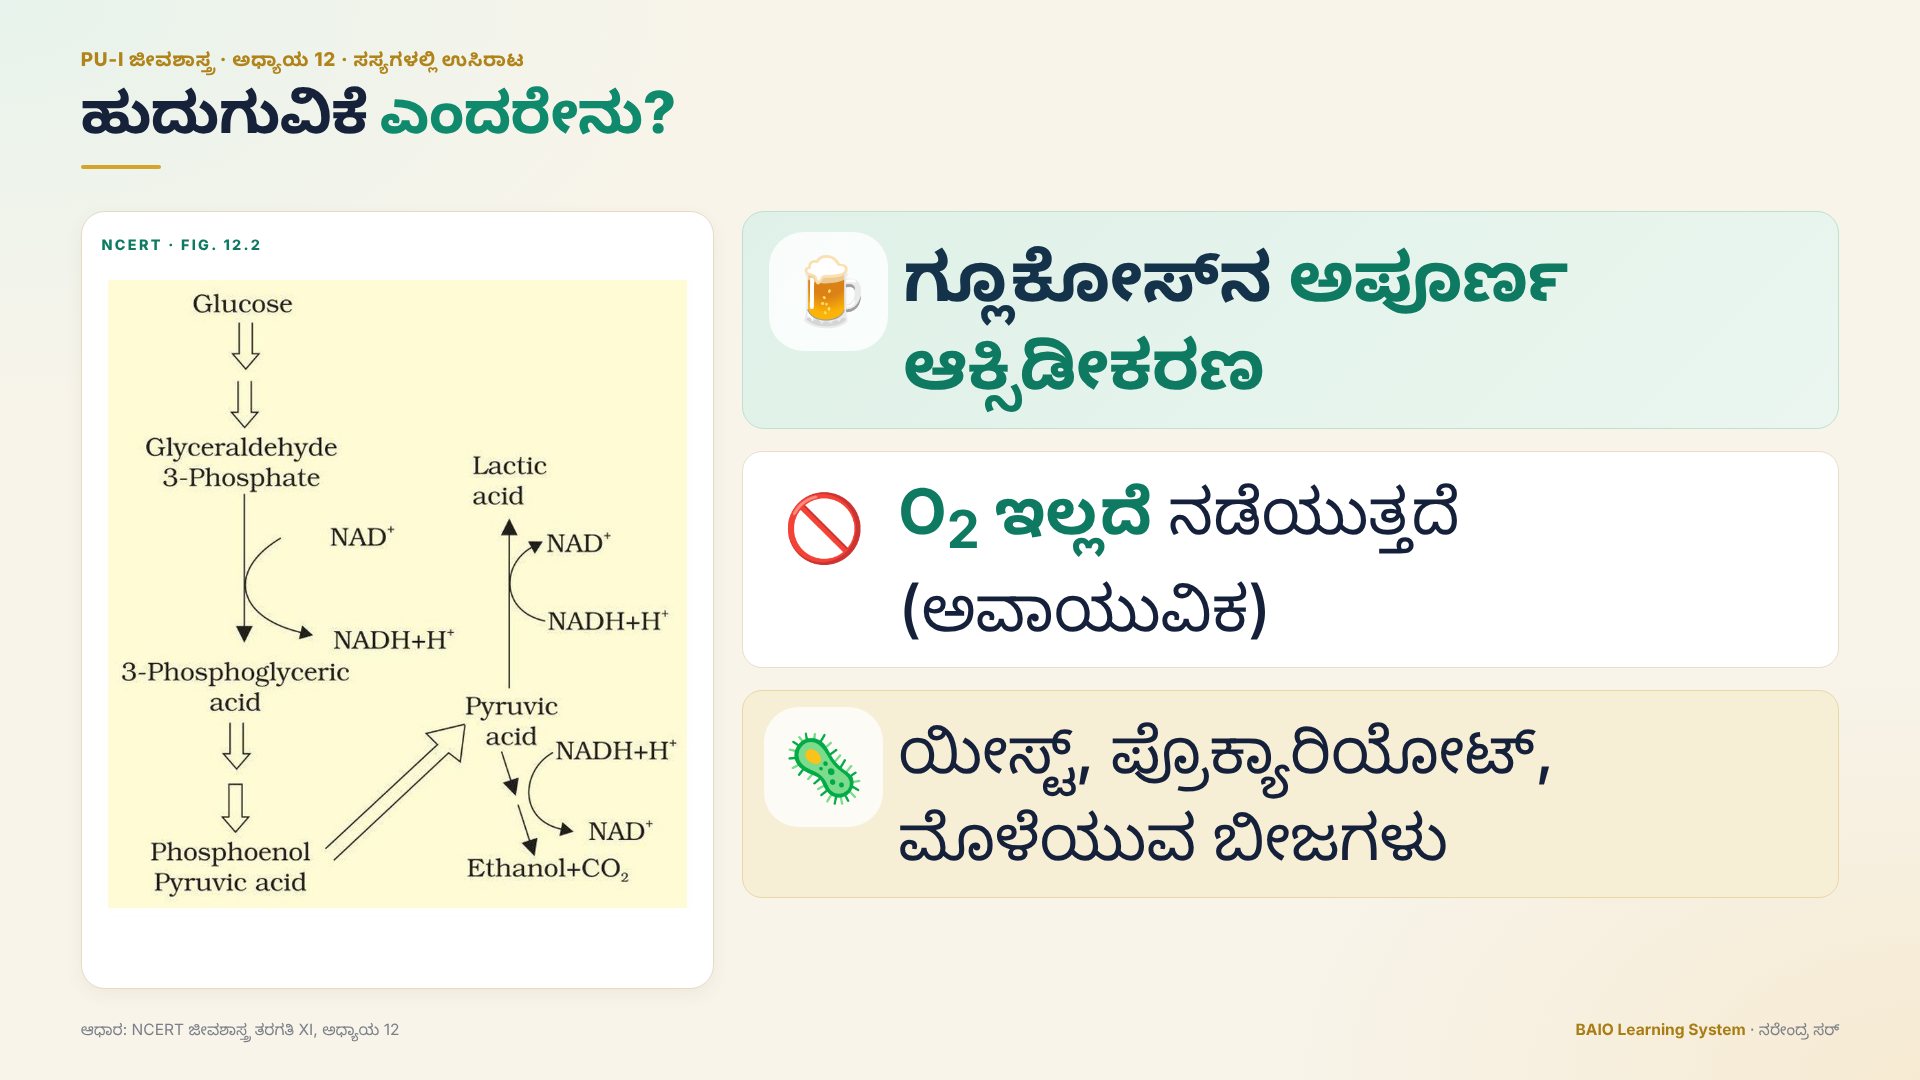 PU-I ಜೀವಶಾಸ್ತ್ರ · ಅಧ್ಯಾಯ 12 · ಸಸ್ಯಗಳಲ್ಲಿ ಉಸಿರಾಟ
ಹುದುಗುವಿಕೆ ಎಂದರೇನು?
NCERT · FIG. 12.2
Glucose
Glyceraldehyde
3-Phosphate
NAD⁺
NADH+H⁺
3-Phosphoglyceric
acid
Phosphoenol
Pyruvic acid
Lactic
acid
NAD⁺
NADH+H⁺
Pyruvic
acid
NADH+H⁺
NAD⁺
Ethanol+CO₂
ಗ್ಲೂಕೋಸ್‌ನ ಅಪೂರ್ಣ
ಆಕ್ಸಿಡೀಕರಣ
O₂ ಇಲ್ಲದೆ ನಡೆಯುತ್ತದೆ
(ಅವಾಯುವಿಕ)
ಯೀಸ್ಟ್, ಪ್ರೊಕ್ಯಾರಿಯೋಟ್,
ಮೊಳೆಯುವ ಬೀಜಗಳು
ಆಧಾರ: NCERT ಜೀವಶಾಸ್ತ್ರ ತರಗತಿ XI, ಅಧ್ಯಾಯ 12
BAIO Learning System · ನರೇಂದ್ರ ಸರ್